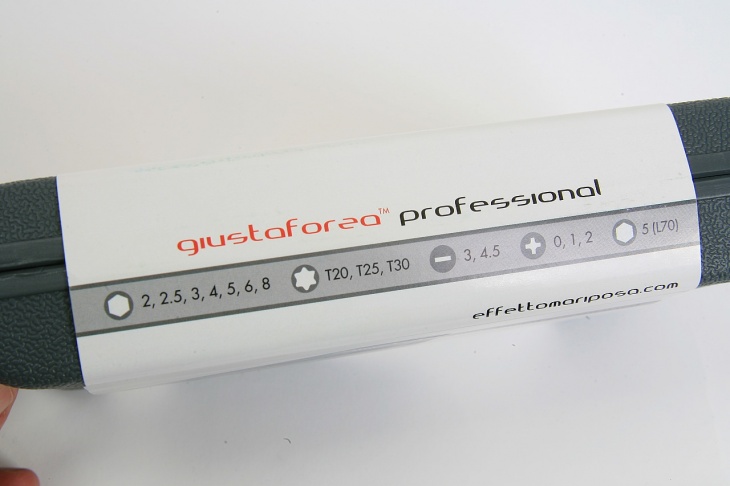 giustaforza™ professional
2, 2.5, 3, 4, 5, 6, 8 T20, T25, T30 3, 4.5 0, 1, 2 5 (L70)
effettomariposa.com